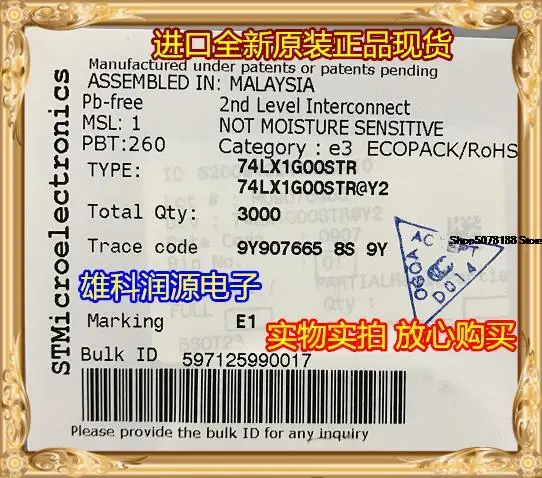 进口全新原装正品现货
Manufactured under patents or patents pending
ASSEMBLED IN: MALAYSIA
Pb-free 2nd Level Interconnect
MSL: 1 NOT MOISTURE SENSITIVE
PBT:260 Category : e3 ECOPACK/RoHS
TYPE: 74LX1G00STR
74LX1G00STR@Y2
Total Qty: 3000
Trace code 9Y907665 8S 9Y
雄科润源电子
Marking E1
实物实拍 放心购买
Bulk ID 597125990017
Please provide the bulk ID for any inquiry
STMicroelectronics
Shop5078188 Store
D014